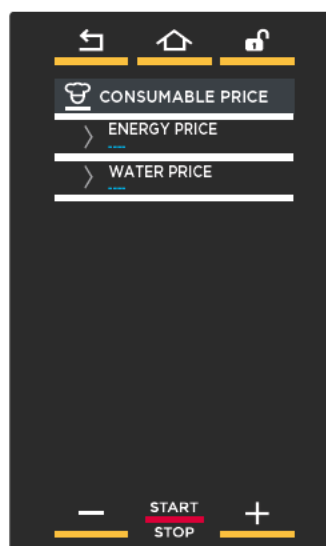 CONSUMABLE PRICE
ENERGY PRICE
----
WATER PRICE
----
START
STOP